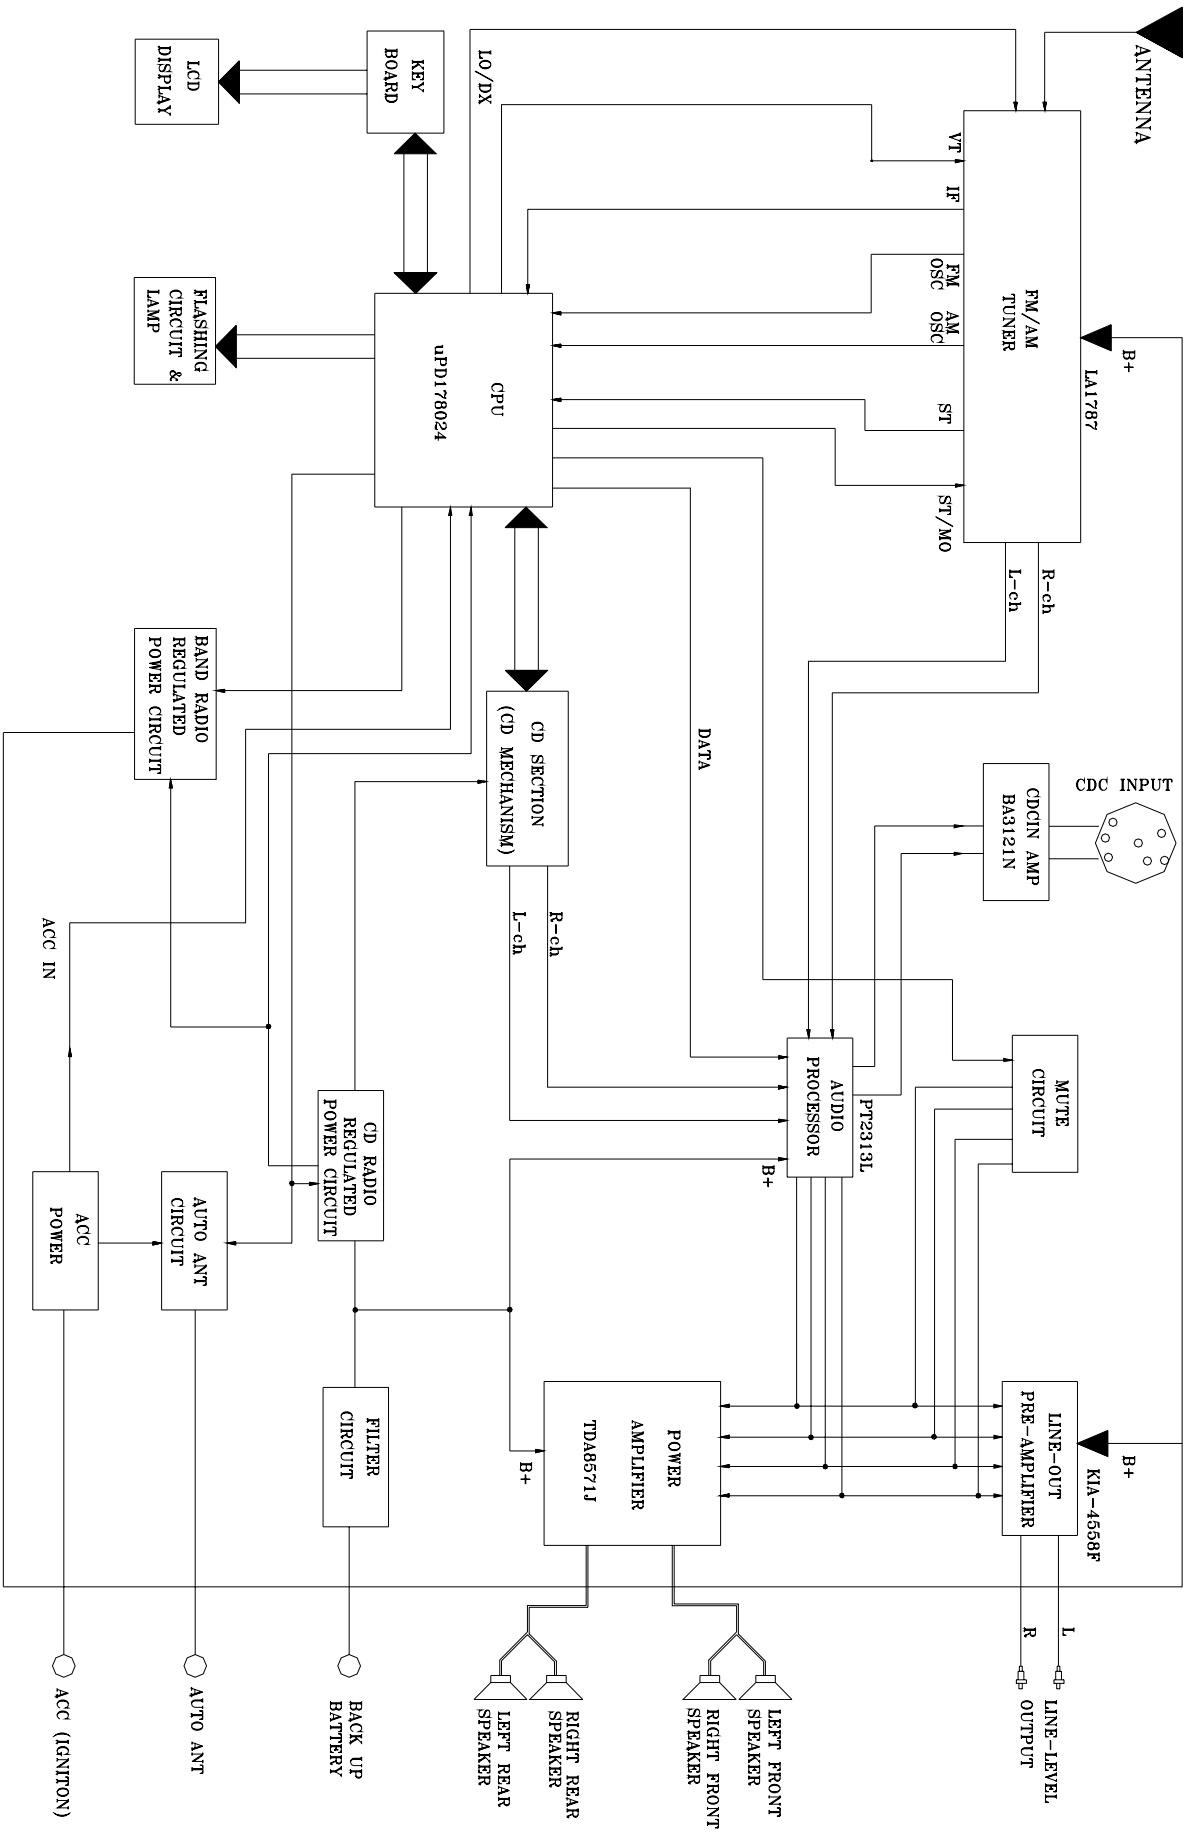 ANTENNA
B+
LA1787
FM/AM
TUNER
VT
IF
FM
OSC
AM
OSC
ST
ST/MO
R-ch
L-ch
LO/DX
KEY
BOARD
LCD
DISPLAY
CPU
uPD178024
FLASHING
CIRCUIT &
LAMP
CDC INPUT
CDCIN AMP
BA3121N
DATA
CD SECTION
(CD MECHANISM)
R-ch
L-ch
BAND RADIO
REGULATED
POWER CIRCUIT
ACC IN
MUTE
CIRCUIT
PT2313L
AUDIO
PROCESSOR
B+
CD RADIO
REGULATED
POWER CIRCUIT
AUTO ANT
CIRCUIT
ACC
POWER
B+
KIA-4558F
LINE-OUT
PRE-AMPLIFIER
POWER
AMPLIFIER
TDA8571J
B+
FILTER
CIRCUIT
L
R
LINE-LEVEL
OUTPUT
LEFT FRONT
SPEAKER
RIGHT FRONT
SPEAKER
RIGHT REAR
SPEAKER
LEFT REAR
SPEAKER
BACK UP
BATTERY
AUTO ANT
ACC (IGNITON)